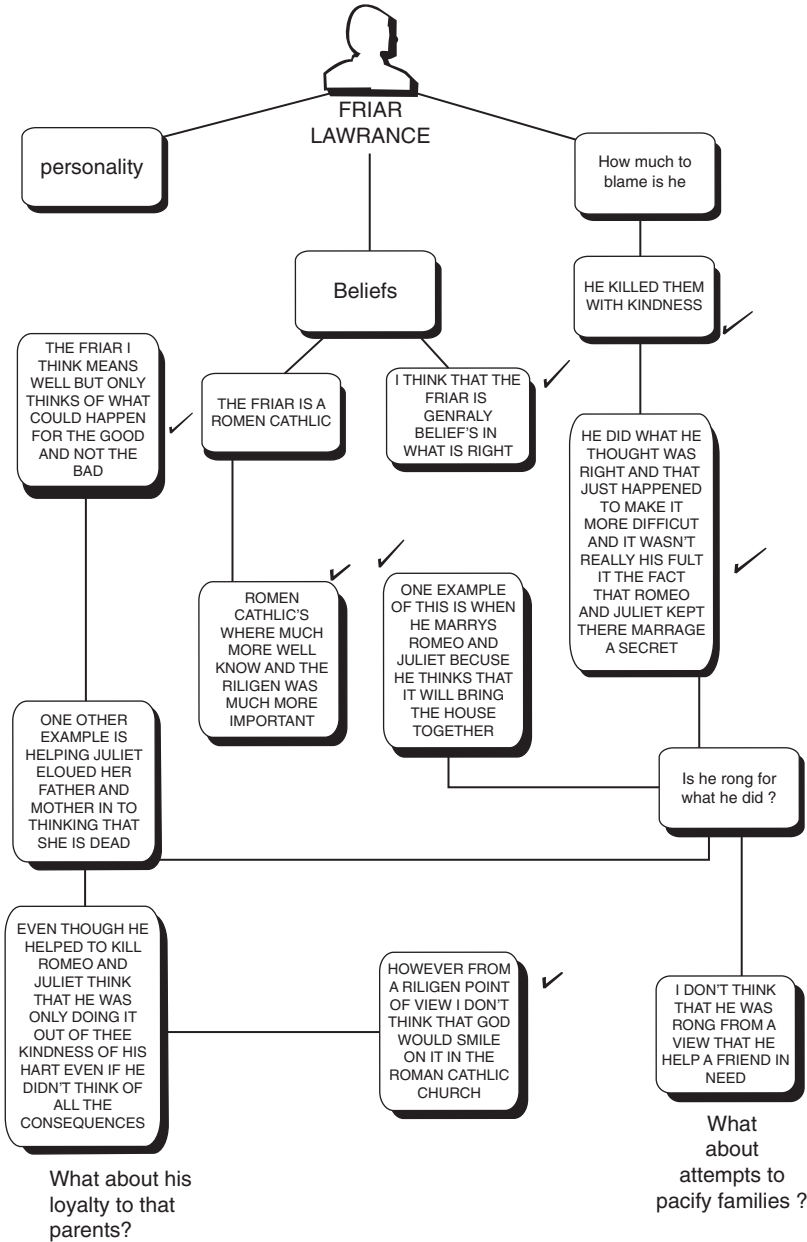 FRIAR
LAWRANCE
personality
How much to
blame is he
Beliefs
HE KILLED THEM
WITH KINDNESS
THE FRIAR I
THINK MEANS
WELL BUT ONLY
THINKS OF WHAT
COULD HAPPEN
FOR THE GOOD
AND NOT THE
BAD
THE FRIAR IS A
ROMEN CATHLIC
I THINK THAT THE
FRIAR IS
GENRALY
BELIEF'S IN
WHAT IS RIGHT
HE DID WHAT HE
THOUGHT WAS
RIGHT AND THAT
JUST HAPPENED
TO MAKE IT
MORE DIFFICUT
AND IT WASN'T
REALLY HIS FULT
IT THE FACT
THAT ROMEO
AND JULIET KEPT
THERE MARRAGE
A SECRET
ROMEN
CATHLIC'S
WHERE MUCH
MORE WELL
KNOW AND THE
RILIGEN WAS
MUCH MORE
IMPORTANT
ONE EXAMPLE
OF THIS IS WHEN
HE MARRYS
ROMEO AND
JULIET BECUSE
HE THINKS THAT
IT WILL BRING
THE HOUSE
TOGETHER
ONE OTHER
EXAMPLE IS
HELPING JULIET
ELOUED HER
FATHER AND
MOTHER IN TO
THINKING THAT
SHE IS DEAD
Is he rong for
what he did ?
EVEN THOUGH HE
HELPED TO KILL
ROMEO AND
JULIET THINK
THAT HE WAS
ONLY DOING IT
OUT OF THEE
KINDNESS OF HIS
HART EVEN IF HE
DIDN'T THINK OF
ALL THE
CONSEQUENCES
HOWEVER FROM
A RILIGEN POINT
OF VIEW I DON'T
THINK THAT GOD
WOULD SMILE
ON IT IN THE
ROMAN CATHLIC
CHURCH
I DON'T THINK
THAT HE WAS
RONG FROM A
VIEW THAT HE
HELP A FRIEND IN
NEED
What about his
loyalty to that
parents?
What
about
attempts to
pacify families ?